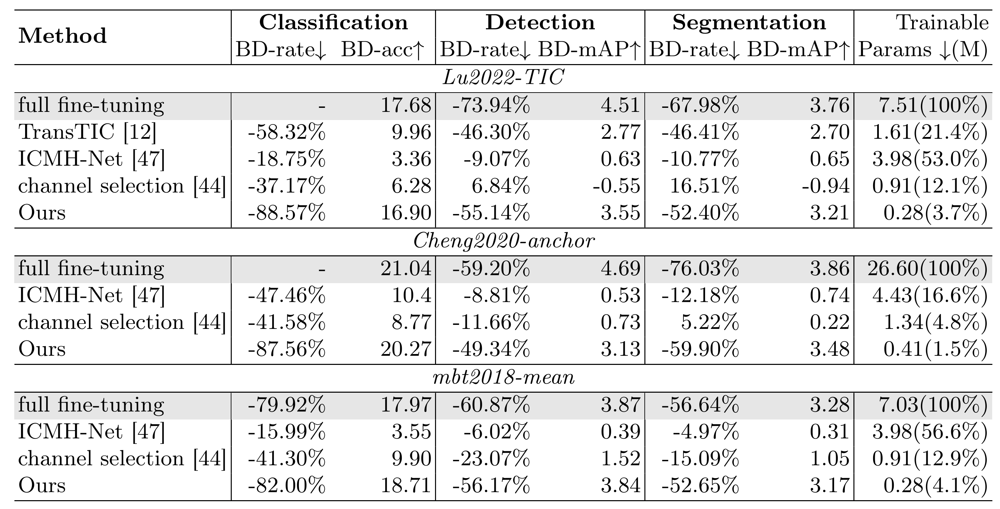 Method Classification Detection Segmentation Trainable
BD-rate↓ BD-acc↑ BD-rate↓ BD-mAP↑ BD-rate↓ BD-mAP↑ Params ↓(M)
Lu2022-TIC
full fine-tuning - 17.68 -73.94% 4.51 -67.98% 3.76 7.51(100%)
TransTIC [12] -58.32% 9.96 -46.30% 2.77 -46.41% 2.70 1.61(21.4%)
ICMH-Net [47] -18.75% 3.36 -9.07% 0.63 -10.77% 0.65 3.98(53.0%)
channel selection [44] -37.17% 6.28 6.84% -0.55 16.51% -0.94 0.91(12.1%)
Ours -88.57% 16.90 -55.14% 3.55 -52.40% 3.21 0.28(3.7%)
Cheng2020-anchor
full fine-tuning - 21.04 -59.20% 4.69 -76.03% 3.86 26.60(100%)
ICMH-Net [47] -47.46% 10.4 -8.81% 0.53 -12.18% 0.74 4.43(16.6%)
channel selection [44] -41.58% 8.77 -11.66% 0.73 5.22% 0.22 1.34(4.8%)
Ours -87.56% 20.27 -49.34% 3.13 -59.90% 3.48 0.41(1.5%)
mbt2018-mean
full fine-tuning -79.92% 17.97 -60.87% 3.87 -56.64% 3.28 7.03(100%)
ICMH-Net [47] -15.99% 3.55 -6.02% 0.39 -4.97% 0.31 3.98(56.6%)
channel selection [44] -41.30% 9.90 -23.07% 1.52 -15.09% 1.05 0.91(12.9%)
Ours -82.00% 18.71 -56.17% 3.84 -52.65% 3.17 0.28(4.1%)